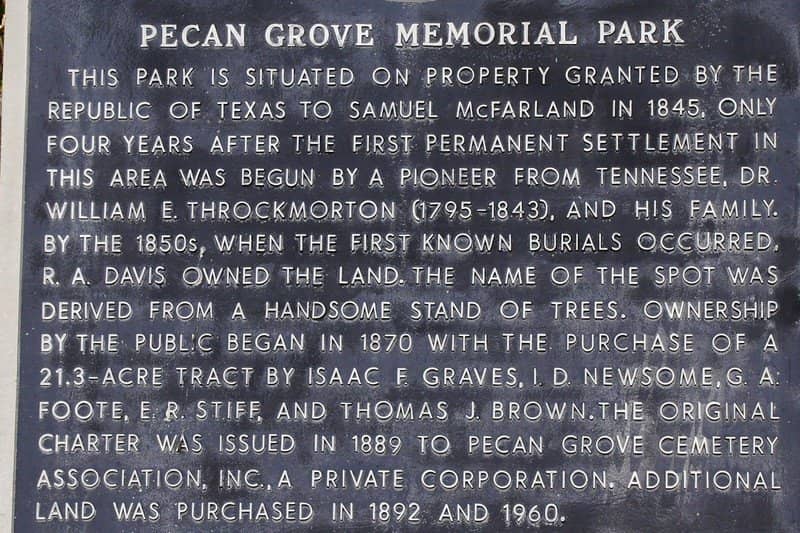 PECAN GROVE MEMORIAL PARK
THIS PARK IS SITUATED ON PROPERTY GRANTED BY THE
REPUBLIC OF TEXAS TO SAMUEL McFARLAND IN 1845, ONLY
FOUR YEARS AFTER THE FIRST PERMANENT SETTLEMENT IN
THIS AREA WAS BEGUN BY A PIONEER FROM TENNESSEE, DR.
WILLIAM E. THROCKMORTON (1795-1843), AND HIS FAMILY.
BY THE 1850s, WHEN THE FIRST KNOWN BURIALS OCCURRED,
R. A. DAVIS OWNED THE LAND. THE NAME OF THE SPOT WAS
DERIVED FROM A HANDSOME STAND OF TREES. OWNERSHIP
BY THE PUBLIC BEGAN IN 1870 WITH THE PURCHASE OF A
21.3-ACRE TRACT BY ISAAC F. GRAVES, I. D. NEWSOME, G. A.
FOOTE, E. R. STIFF, AND THOMAS J. BROWN. THE ORIGINAL
CHARTER WAS ISSUED IN 1889 TO PECAN GROVE CEMETERY
ASSOCIATION, INC., A PRIVATE CORPORATION. ADDITIONAL
LAND WAS PURCHASED IN 1892 AND 1960.